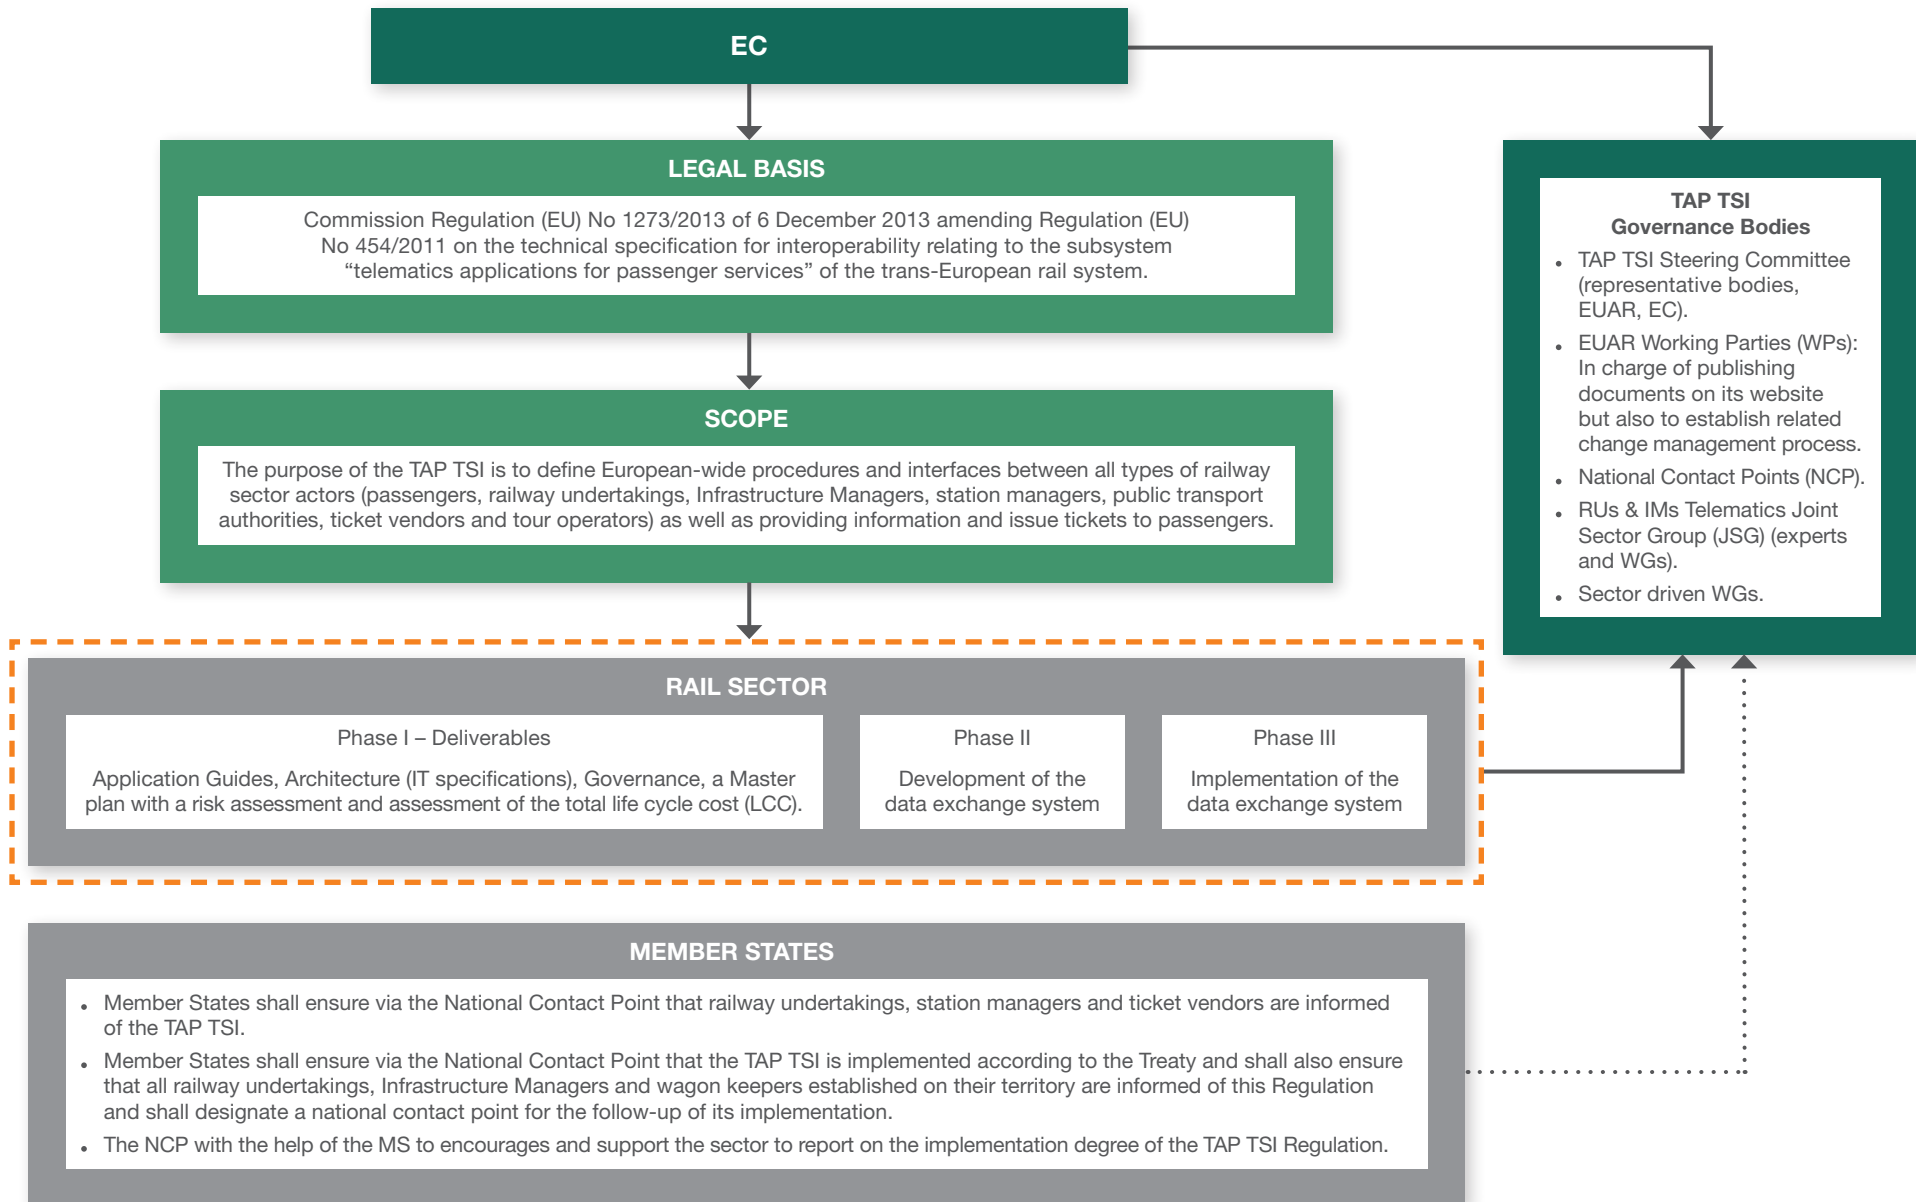 EC
LEGAL BASIS
Commission Regulation (EU) No 1273/2013 of 6 December 2013 amending Regulation (EU)
No 454/2011 on the technical specification for interoperability relating to the subsystem
“telematics applications for passenger services” of the trans-European rail system.
SCOPE
The purpose of the TAP TSI is to define European-wide procedures and interfaces between all types of railway
sector actors (passengers, railway undertakings, Infrastructure Managers, station managers, public transport
authorities, ticket vendors and tour operators) as well as providing information and issue tickets to passengers.
TAP TSI
Governance Bodies
• TAP TSI Steering Committee
(representative bodies,
EUAR, EC).
• EUAR Working Parties (WPs):
In charge of publishing
documents on its website
but also to establish related
change management process.
• National Contact Points (NCP).
• RUs & IMs Telematics Joint
Sector Group (JSG) (experts
and WGs).
• Sector driven WGs.
RAIL SECTOR
Phase I – Deliverables
Application Guides, Architecture (IT specifications), Governance, a Master
plan with a risk assessment and assessment of the total life cycle cost (LCC).
Phase II
Development of the
data exchange system
Phase III
Implementation of the
data exchange system
MEMBER STATES
• Member States shall ensure via the National Contact Point that railway undertakings, station managers and ticket vendors are informed
of the TAP TSI.
• Member States shall ensure via the National Contact Point that the TAP TSI is implemented according to the Treaty and shall also ensure
that all railway undertakings, Infrastructure Managers and wagon keepers established on their territory are informed of this Regulation
and shall designate a national contact point for the follow-up of its implementation.
• The NCP with the help of the MS to encourages and support the sector to report on the implementation degree of the TAP TSI Regulation.